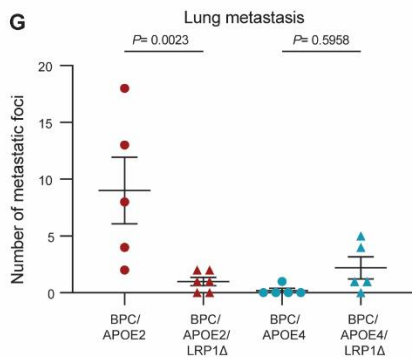 G
Lung metastasis
P= 0.0023
P= 0.5958
Number of metastatic foci
20
15
10
5
0
BPC/
APOE2
BPC/
APOE2/
LRP1Δ
BPC/
APOE4
BPC/
APOE4/
LRP1Δ